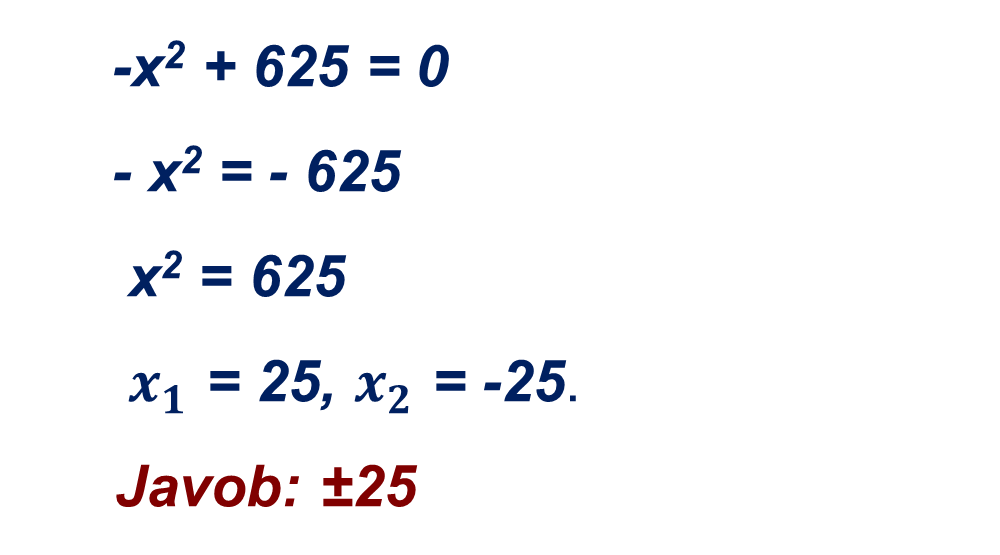 -x² + 625 = 0
- x² = - 625
x² = 625
x₁ = 25, x₂ = -25.
Javob: ±25